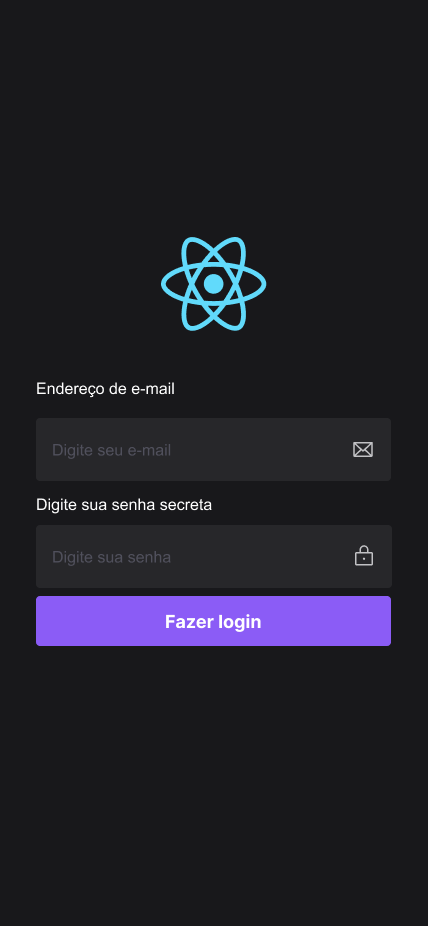 Endereço de e-mail
Digite seu e-mail
Digite sua senha secreta
Digite sua senha
Fazer login